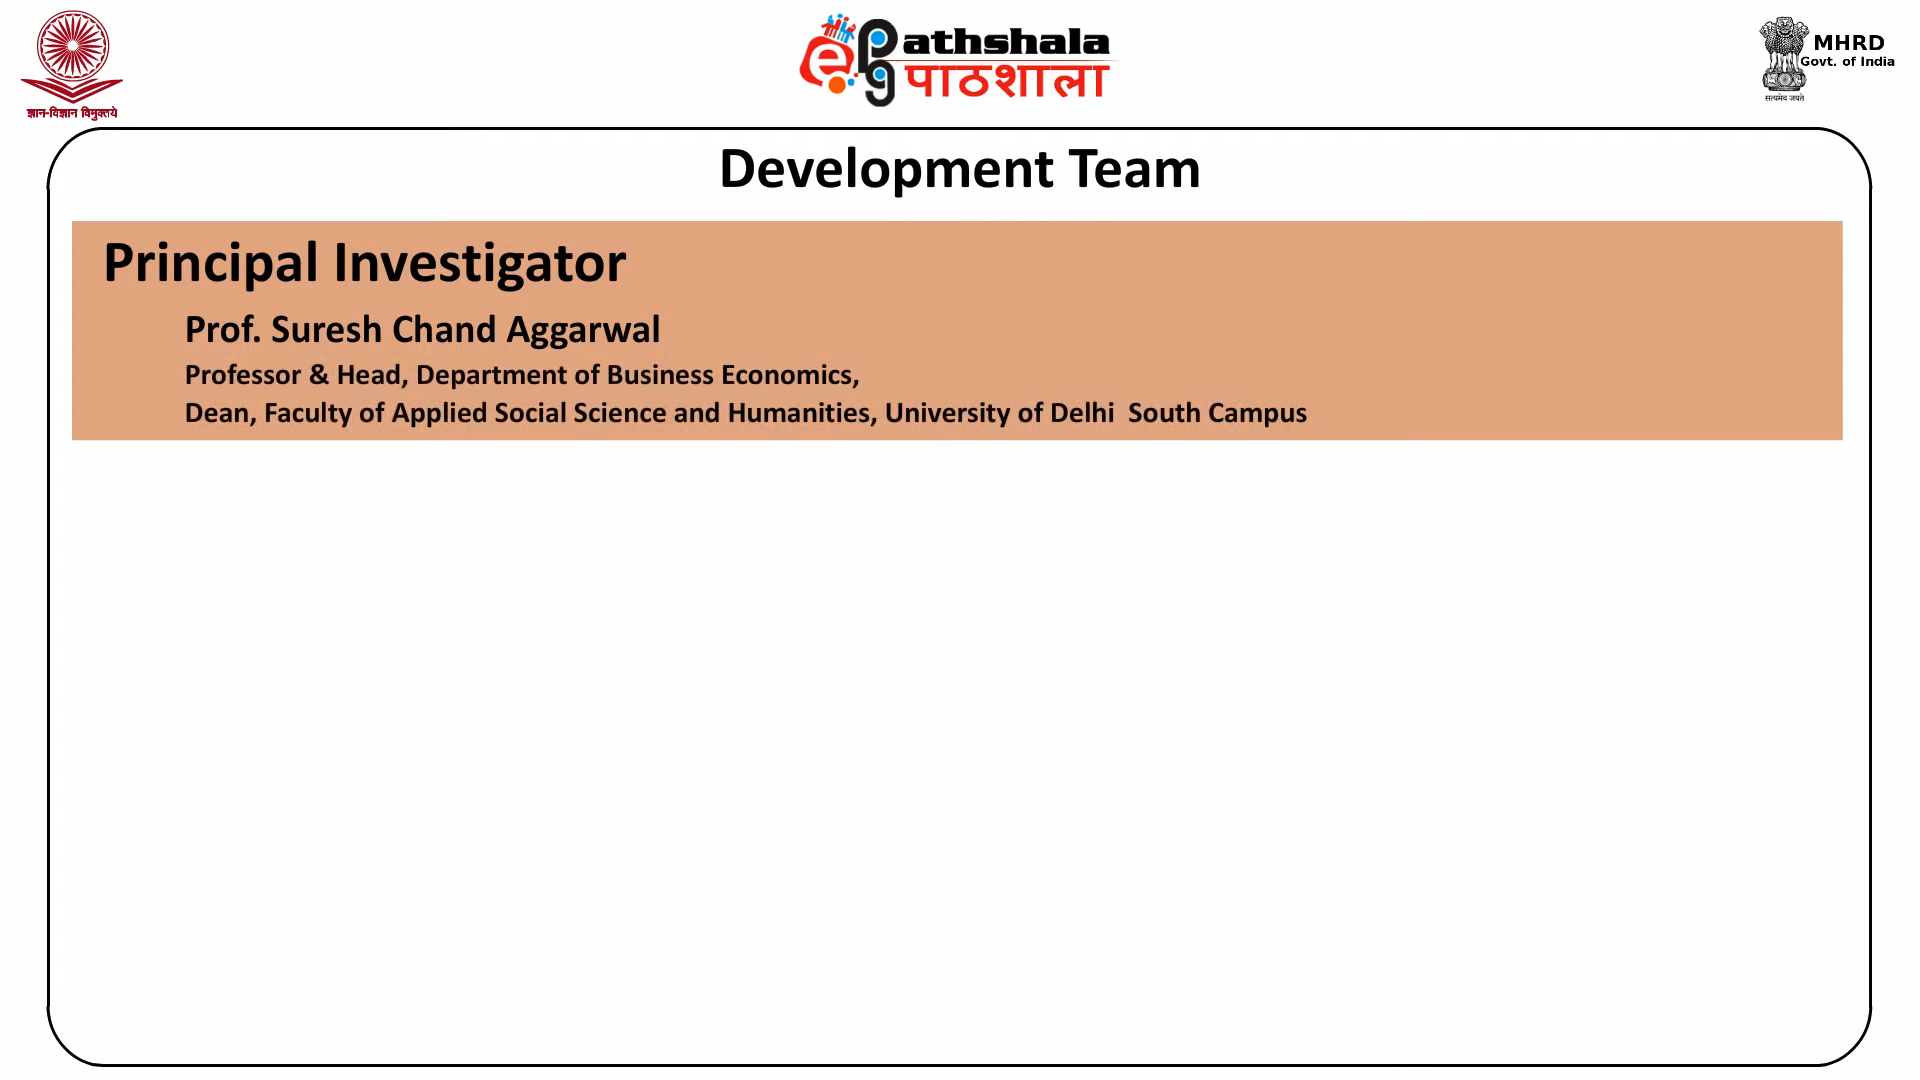 ज्ञान-विज्ञान विमुक्तये
epg athshala
पाठशाला
MHRD
Govt. of India
सत्यमेव जयते
Development Team
Principal Investigator
Prof. Suresh Chand Aggarwal
Professor & Head, Department of Business Economics,
Dean, Faculty of Applied Social Science and Humanities, University of Delhi South Campus